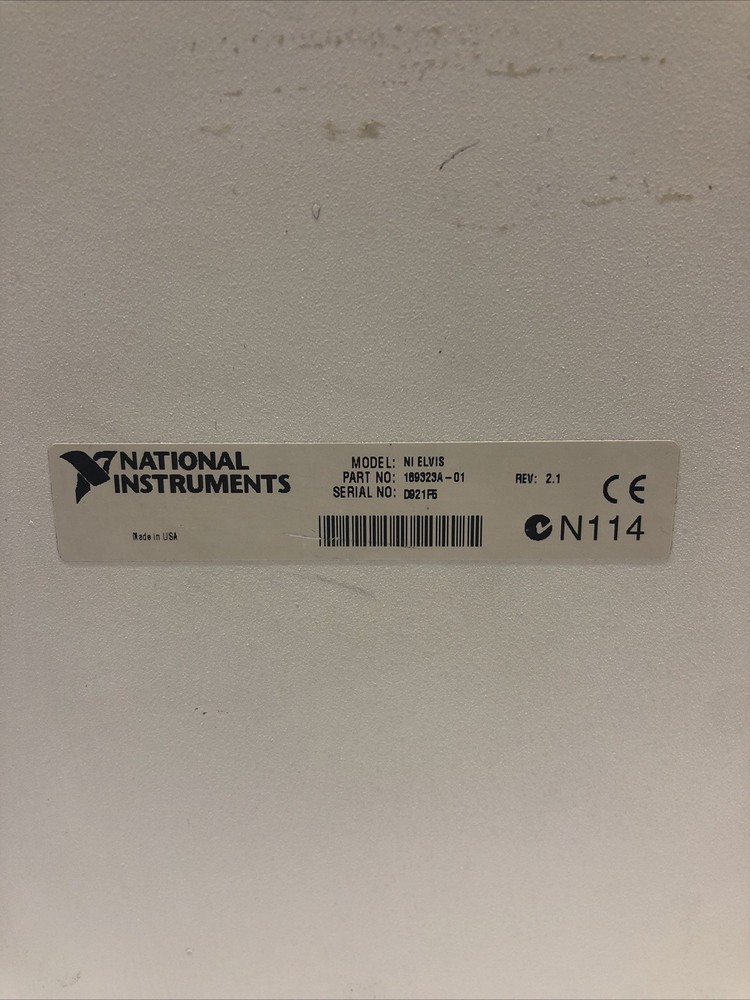 NATIONAL
INSTRUMENTS
Made in USA
MODEL: NI ELVIS
PART NO: 189323A-01
SERIAL NO: D921F5
REV: 2.1
CE
N114